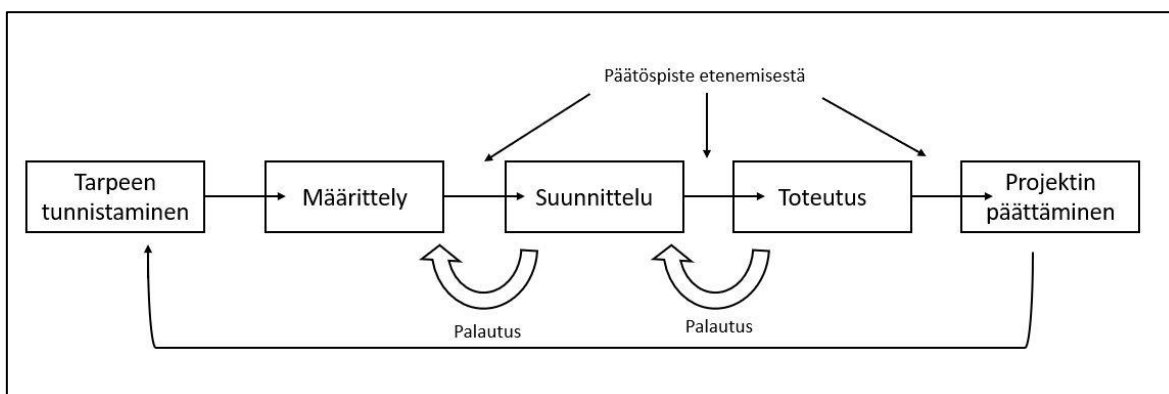 Päätöspiste etenemisestä
Tarpeen
tunnistaminen
Määrittely
Suunnittelu
Toteutus
Projektin
päättäminen
Palautus
Palautus